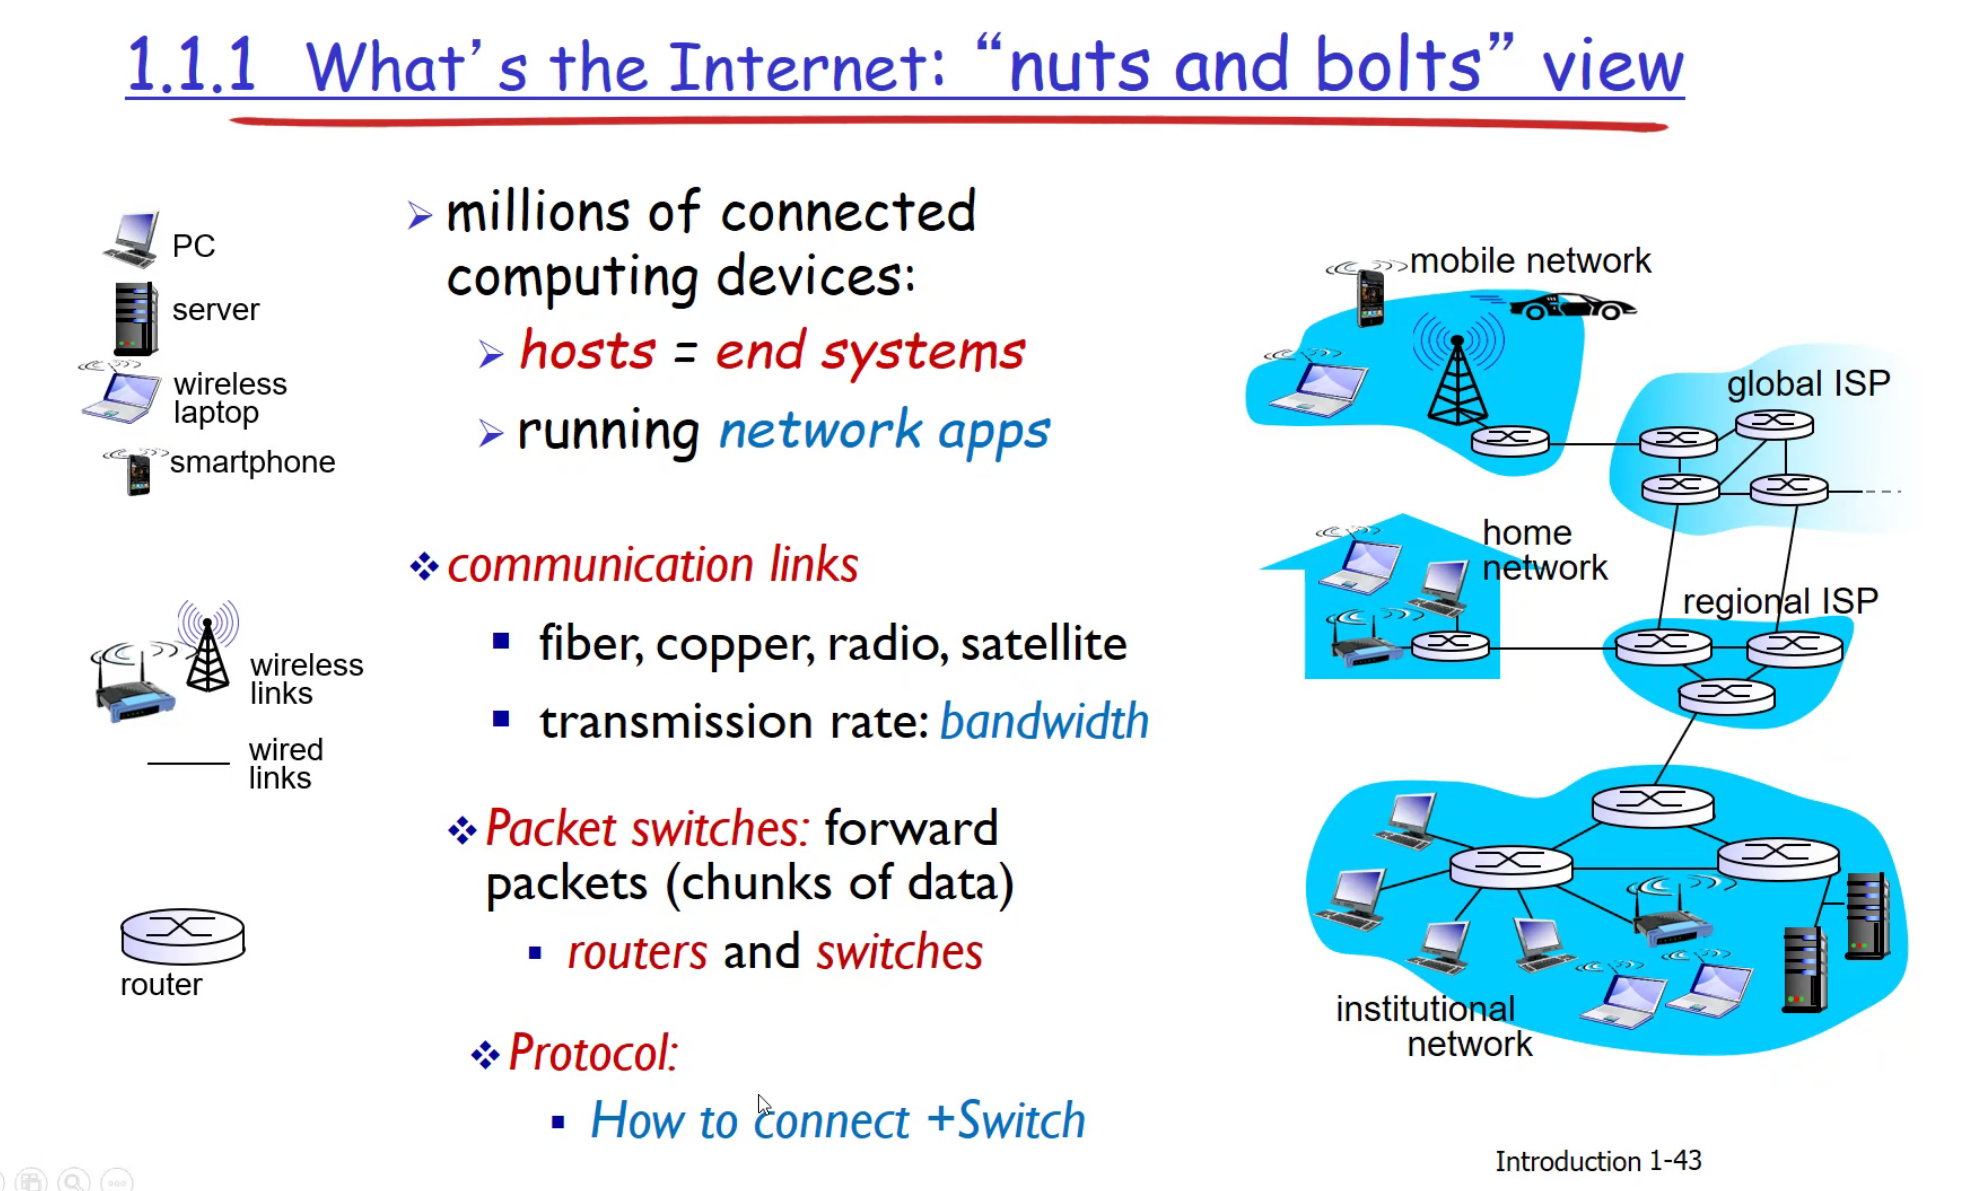 1.1.1 What’s the Internet: “nuts and bolts” view
PC
server
wireless
laptop
smartphone
wireless
links
wired
links
router
millions of connected
computing devices:
hosts = end systems
running network apps
communication links
fiber, copper, radio, satellite
transmission rate: bandwidth
Packet switches: forward
packets (chunks of data)
routers and switches
Protocol:
How to connect +Switch
mobile network
global ISP
home
network
regional ISP
institutional
network
Introduction 1-43